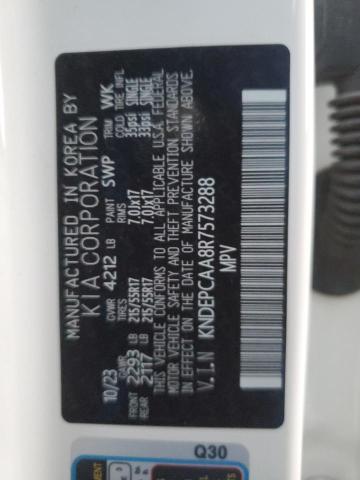 MANUFACTURED IN KOREA BY
KIA CORPORATION
10/23 GVWR 4212 LB PAINT SWP TRIM WK
GAWR TIRES RIMS COLD TIRE INFL
FRONT 2293 LB 215/55R17 7.0Jx17 35psi SINGLE
REAR 2117 LB 215/55R17 7.0Jx17 33psi SINGLE
THIS VEHICLE CONFORMS TO ALL APPLICABLE U.S.A. FEDERAL
MOTOR VEHICLE SAFETY AND THEFT PREVENTION STANDARDS
IN EFFECT ON THE DATE OF MANUFACTURE SHOWN ABOVE.
V.I.N KNDEPCAA8R7573288
MPV
Q30